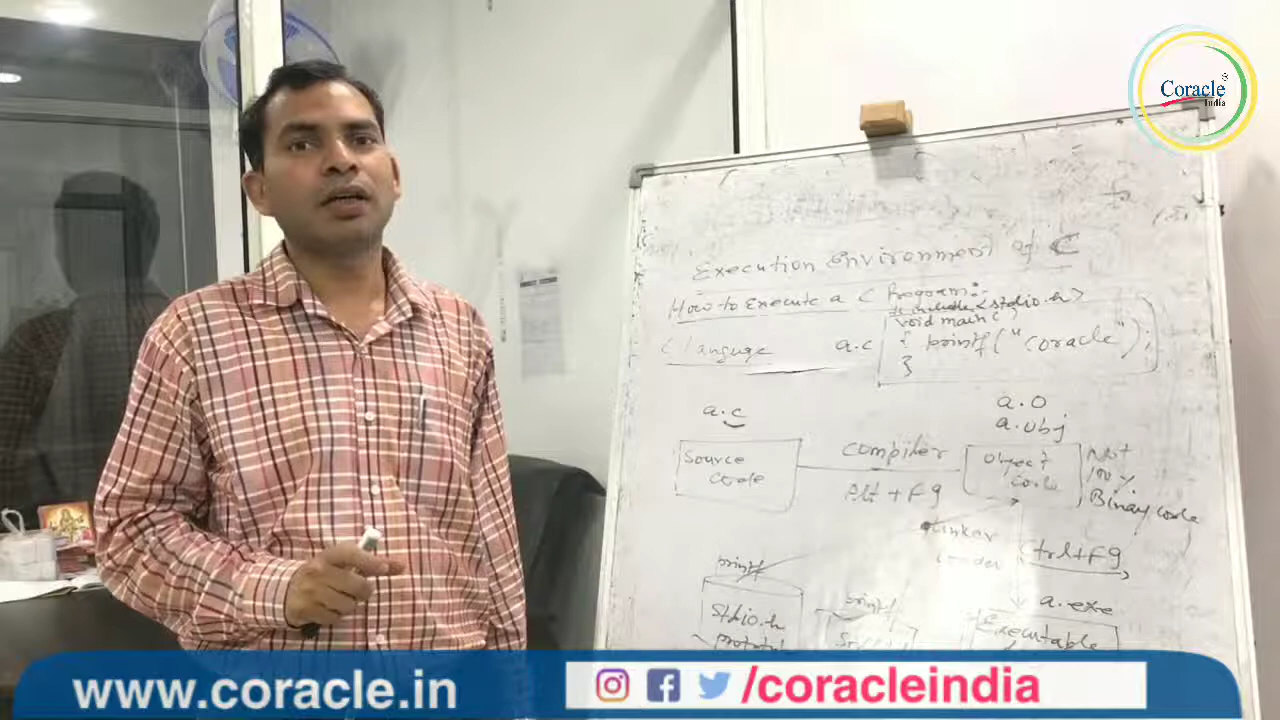 Coracle
India
Execution Environment of C
How to Execute a C Program:-
# include <stdio.h>
void main( )
C language
a.c
{ printf("coracle");
}
a.c
a.o
a.obj
Source
code
compiler
Alt + F9
Object
code
Not
100 %
Binary code
Linker
Loader
Ctrl+F9
printf
stdio.h
printf
a.exe
Executable
www.coracle.in
/coracleindia